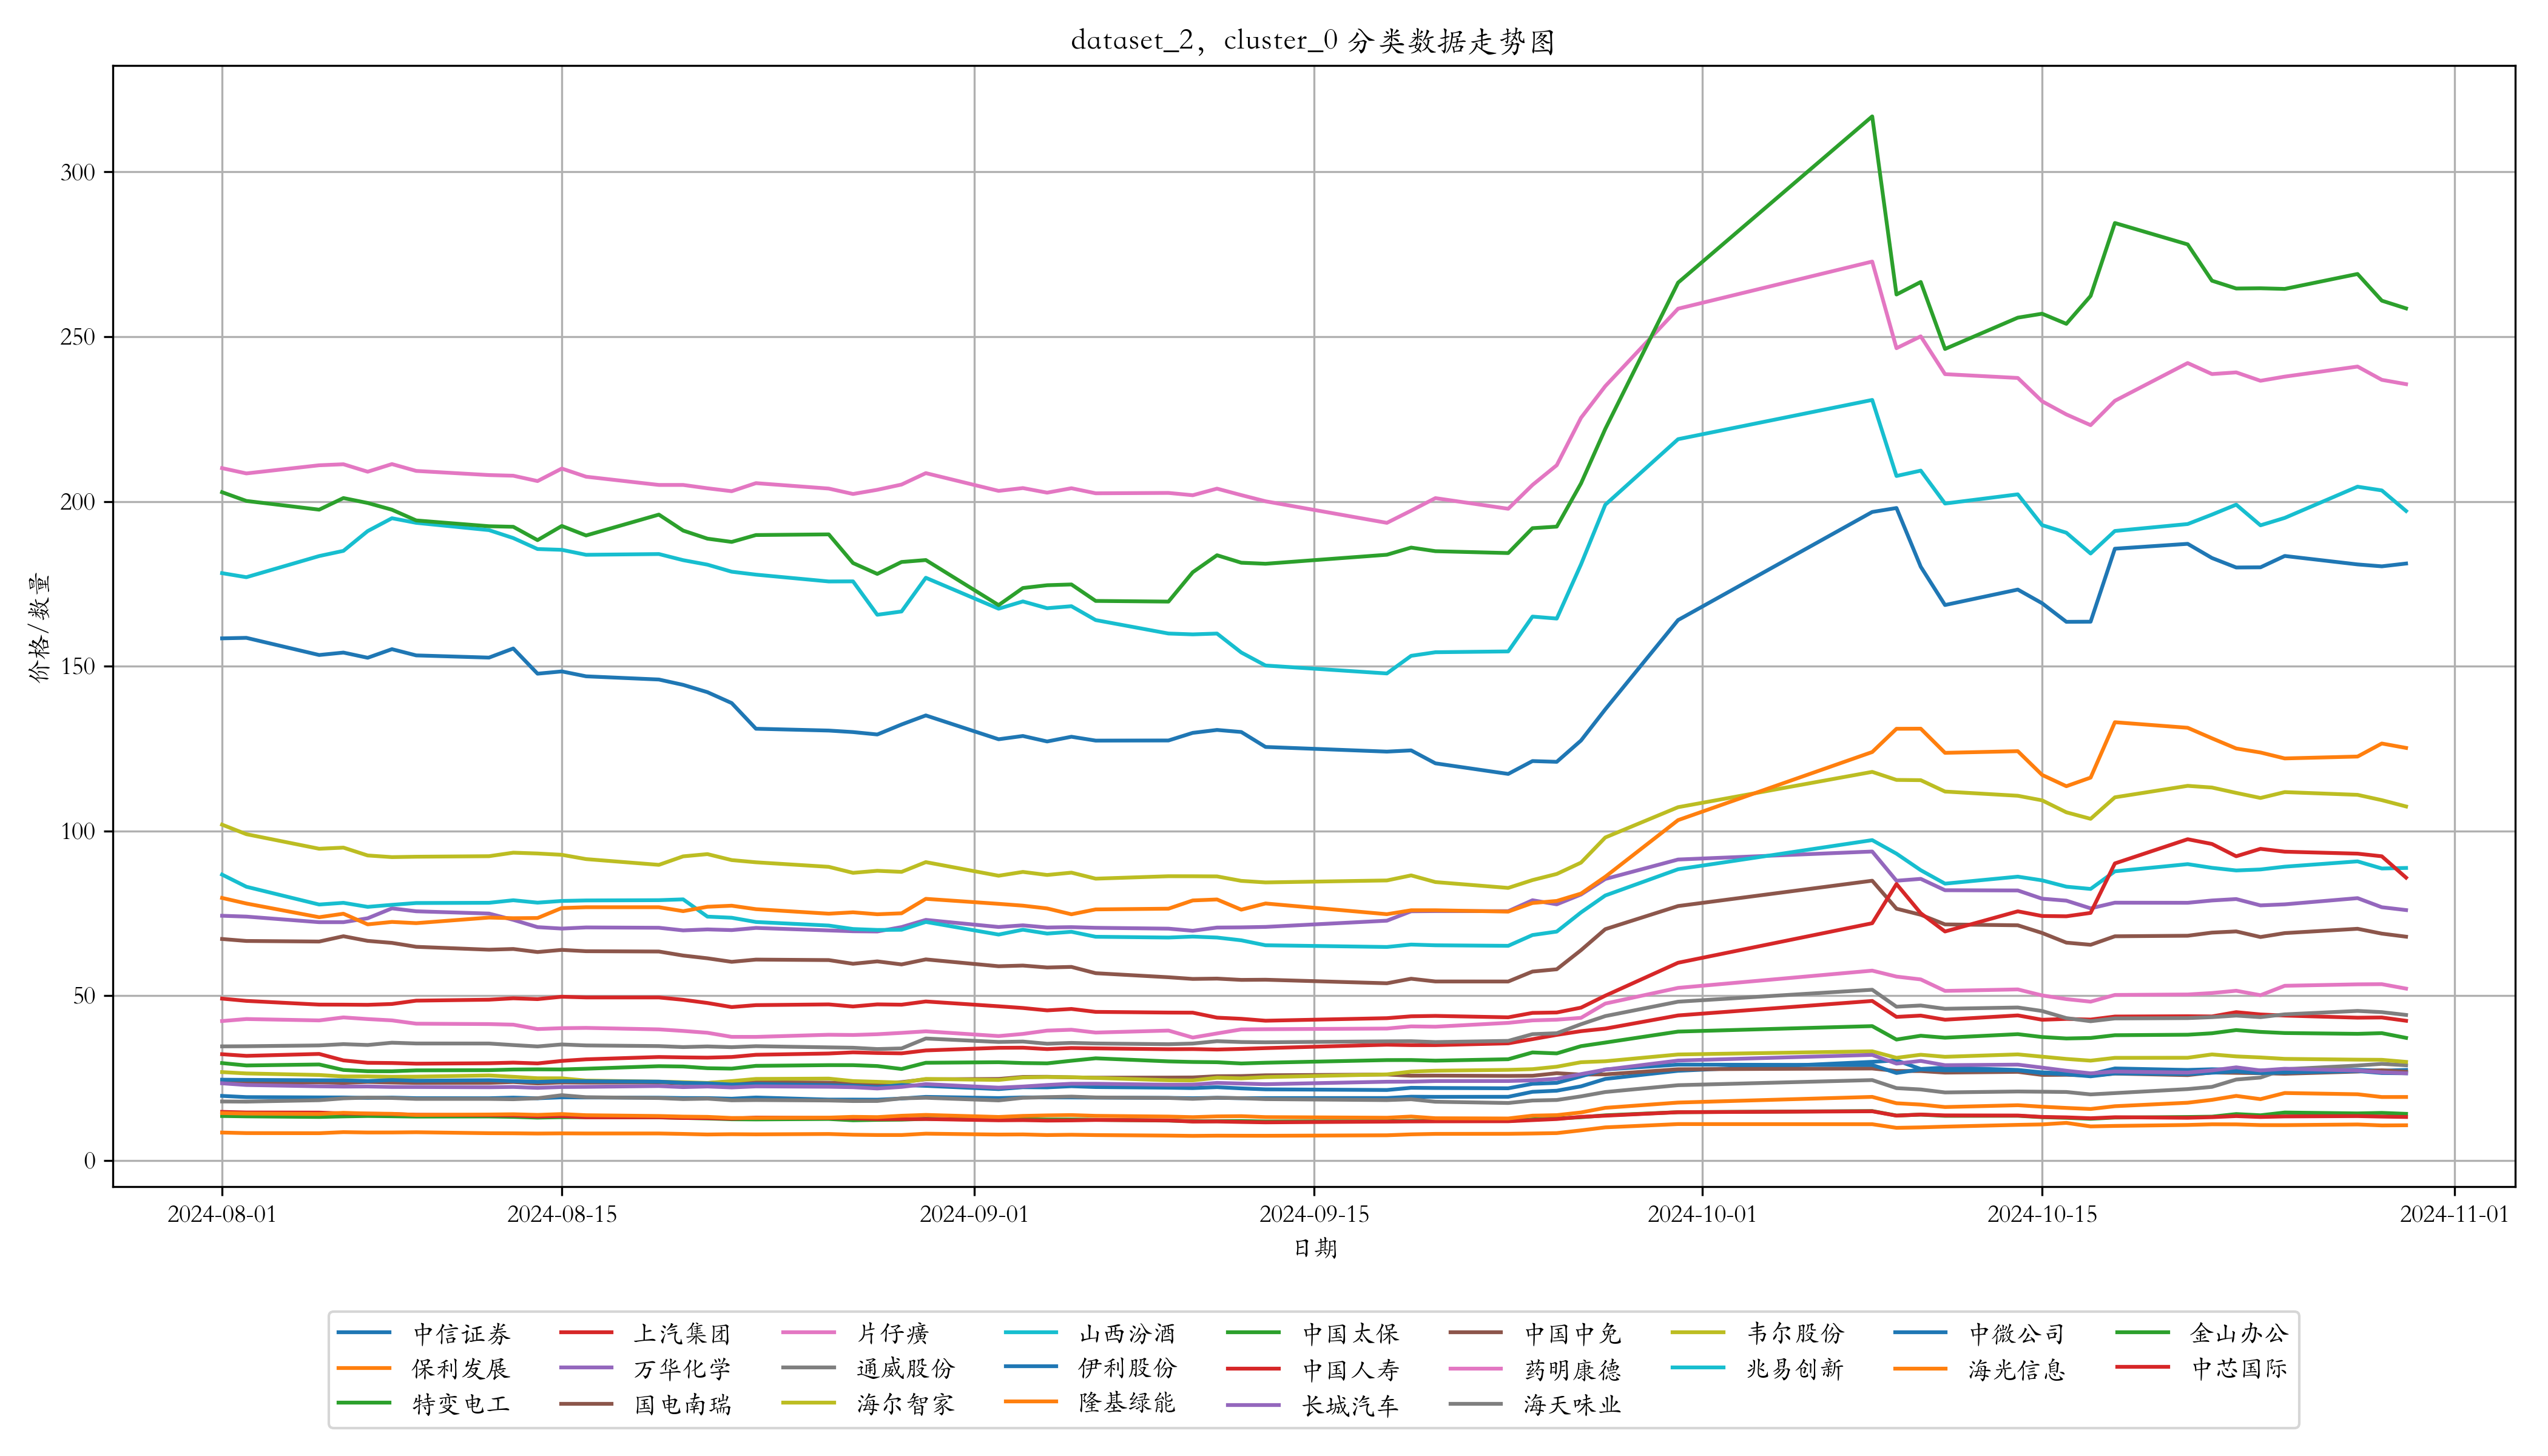 dataset_2，cluster_0 分类数据走势图
价格/数量
300
250
200
150
100
50
0
2024-08-01 2024-08-15 2024-09-01 2024-09-15 2024-10-01 2024-10-15 2024-11-01
日期
中信证券 上汽集团 片仔癀 山西汾酒 中国太保 中国中免 韦尔股份 中微公司 金山办公
保利发展 万华化学 通威股份 伊利股份 中国人寿 药明康德 兆易创新 海光信息 中芯国际
特变电工 国电南瑞 海尔智家 隆基绿能 长城汽车 海天味业